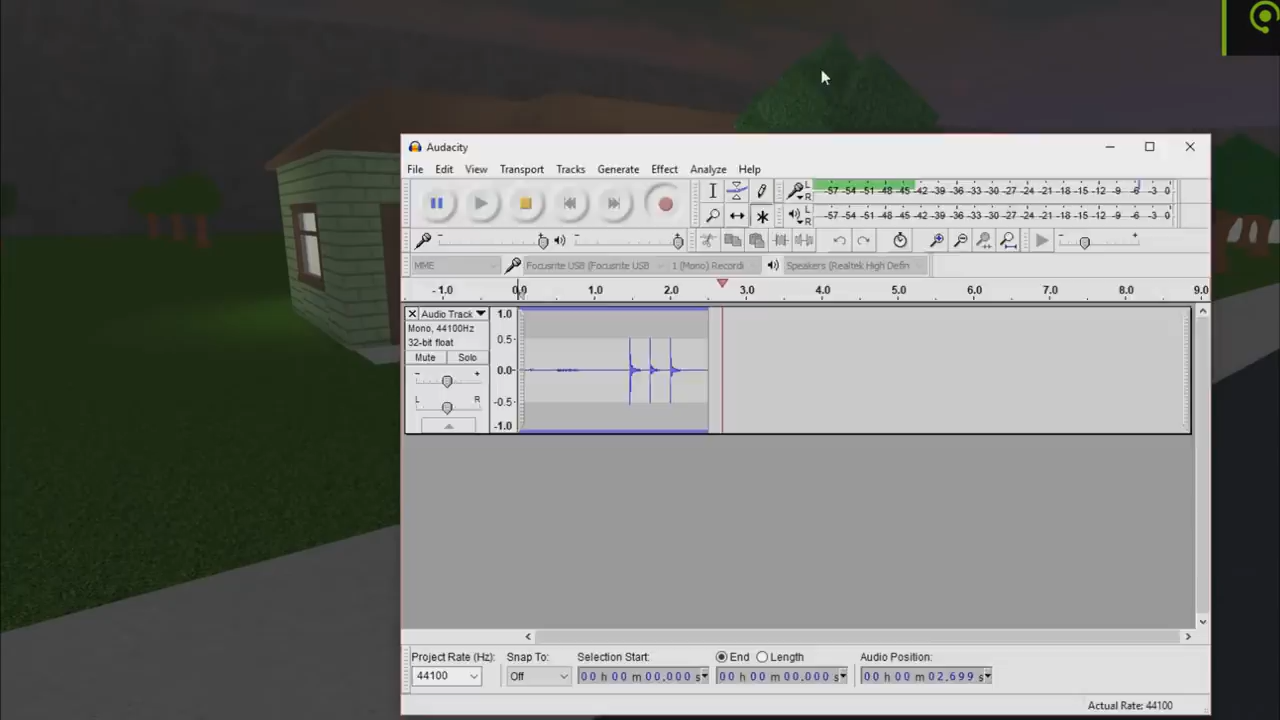 Audacity
File Edit View Transport Tracks Generate Effect Analyze Help
L R -57 -54 -51 -48 -45 -42 -39 -36 -33 -30 -27 -24 -21 -18 -15 -12 -9 -6 -3 0
L R -57 -54 -51 -48 -45 -42 -39 -36 -33 -30 -27 -24 -21 -18 -15 -12 -9 -6 -3 0
- + - + - +
MME Focusrite USB (Focusrite USB 1 (Mono) Recordi Speakers (Realtek High Defin
-1.0 0.0 1.0 2.0 3.0 4.0 5.0 6.0 7.0 8.0 9.0
Audio Track 1.0
Mono, 44100Hz
32-bit float 0.5
Mute Solo
- + 0.0
L R
-0.5
-1.0
Project Rate (Hz): Snap To: Selection Start: End Length Audio Position:
44100 Off 00 h 00 m 00.000 s 00 h 00 m 00.000 s 00 h 00 m 02.699 s
Actual Rate: 44100